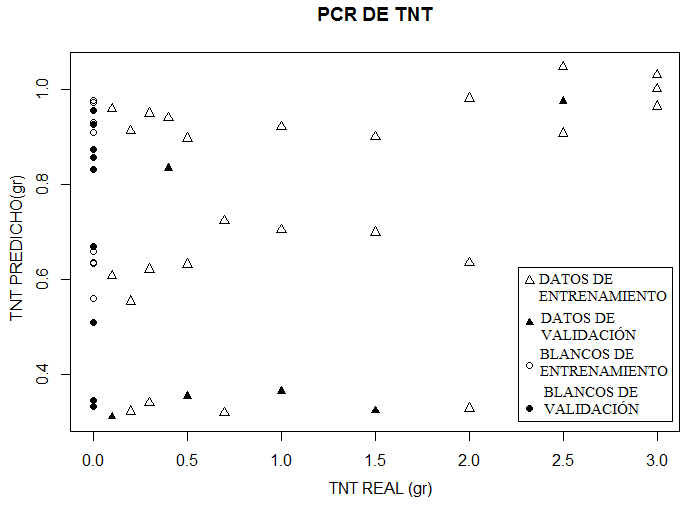 PCR DE TNT
TNT PREDICHO(gr)
1.0
0.8
0.6
0.4
DATOS DE
ENTRENAMIENTO
DATOS DE
VALIDACIÓN
BLANCOS DE
ENTRENAMIENTO
BLANCOS DE
VALIDACIÓN
0.0 0.5 1.0 1.5 2.0 2.5 3.0
TNT REAL (gr)